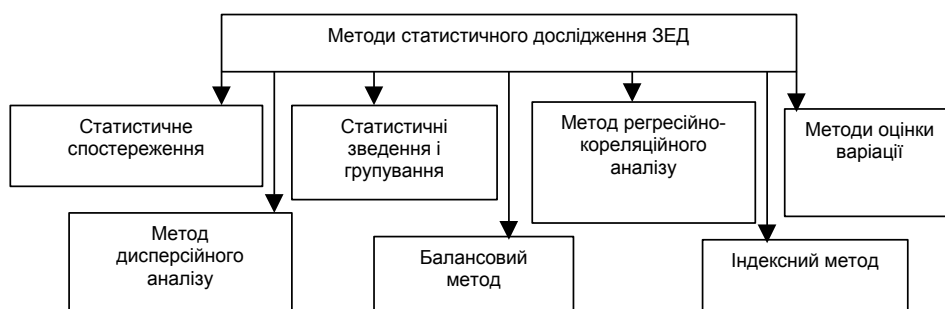 Методи статистичного дослідження ЗЕД
Статистичне
спостереження
Статистичні
зведення і
групування
Метод регресійно-
кореляційного
аналізу
Методи оцінки
варіації
Метод
дисперсійного
аналізу
Балансовий
метод
Індексний метод